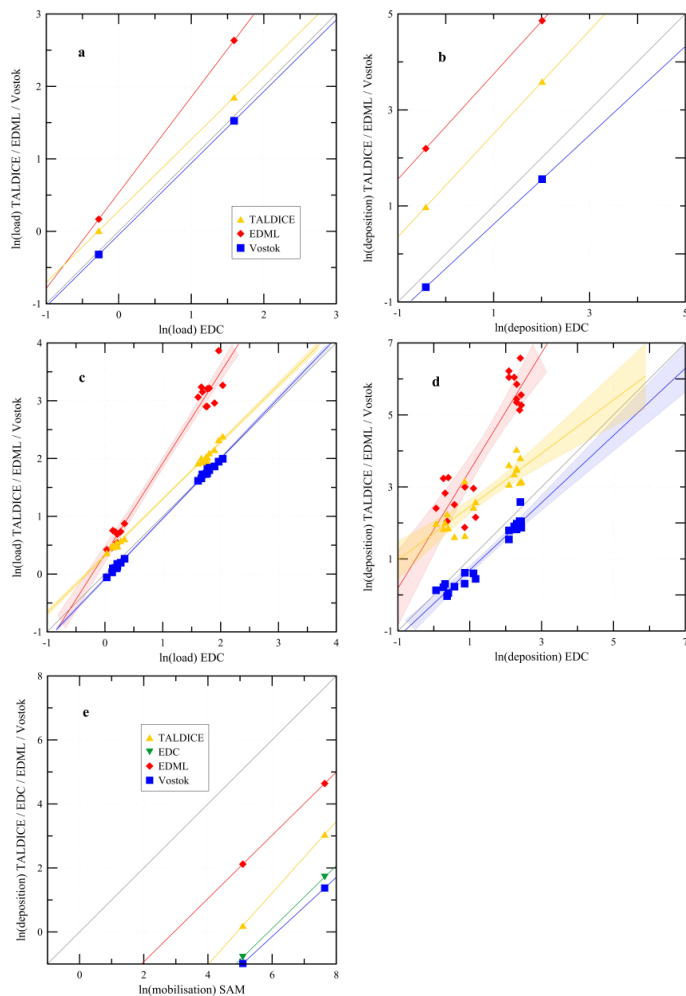 3
2
1
0
-1
-1
0
1
2
3
a
ln(load) TALDICE / EDML / Vostok
ln(load) EDC
TALDICE
EDML
Vostok
5
3
1
-1
-1
1
3
5
b
ln(deposition) TALDICE / EDML / Vostok
ln(deposition) EDC
4
3
2
1
0
-1
-1
0
1
2
3
4
c
ln(load) TALDICE / EDML / Vostok
ln(load) EDC
7
5
3
1
-1
-1
1
3
5
7
d
ln(deposition) TALDICE / EDML / Vostok
ln(deposition) EDC
8
6
4
2
0
0
2
4
6
8
e
ln(deposition) TALDICE / EDC / EDML / Vostok
ln(mobilisation) SAM
TALDICE
EDC
EDML
Vostok